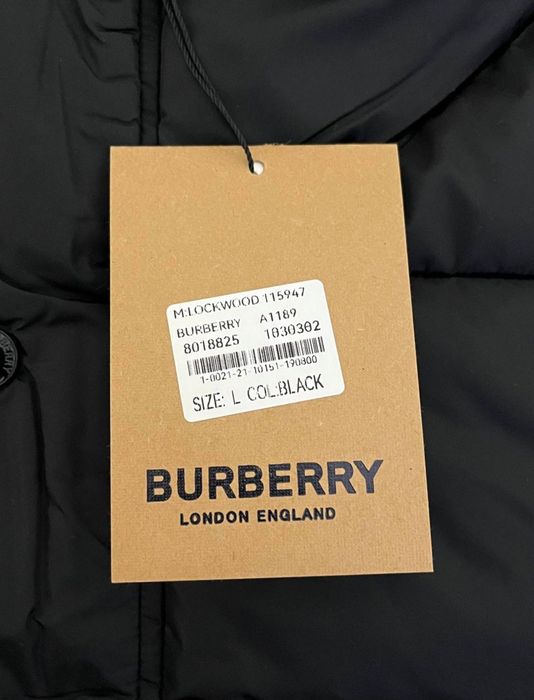 M:LOCKWOOD 115947
BURBERRY A1189
8018825 1030302
1-0021-21-10151-190800
SIZE: L COL:BLACK
BURBERRY
LONDON ENGLAND